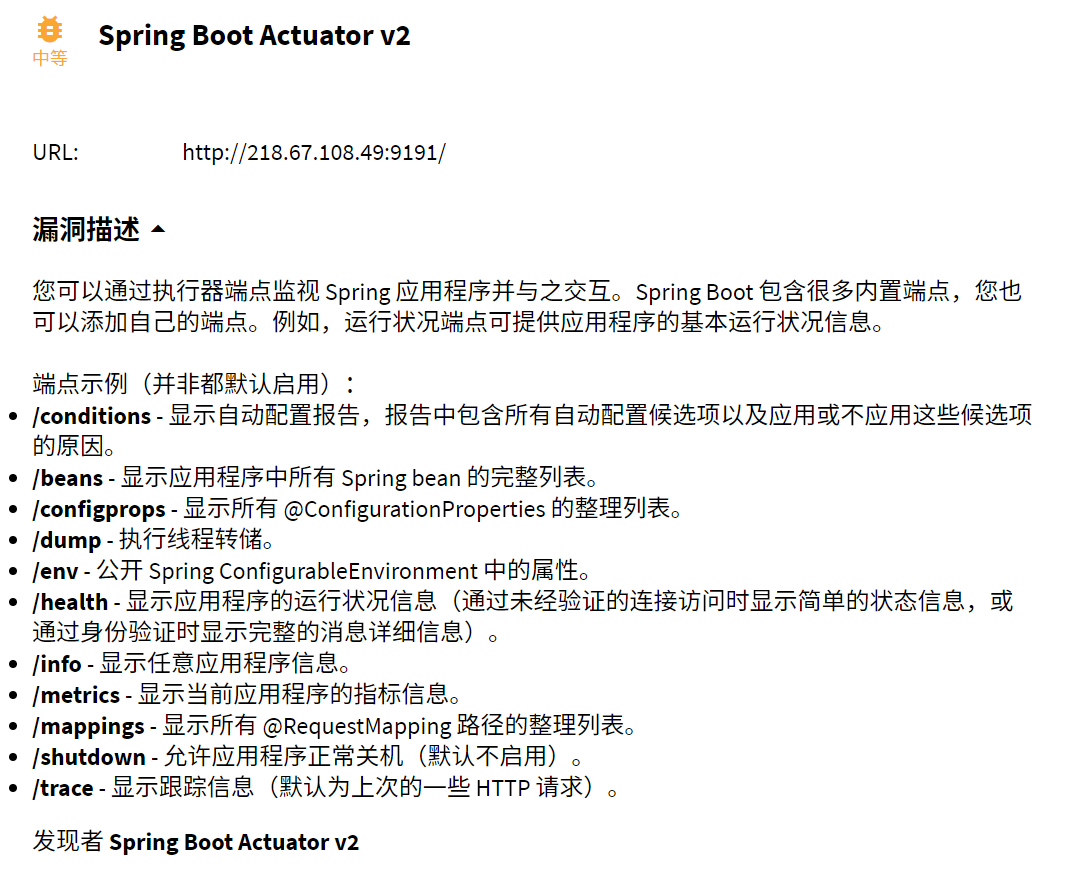 Spring Boot Actuator v2
中等
URL: http://218.67.108.49:9191/
漏洞描述
您可以通过执行器端点监视 Spring 应用程序并与之交互。Spring Boot 包含很多内置端点，您也
可以添加自己的端点。例如，运行状况端点可提供应用程序的基本运行状况信息。
端点示例（并非都默认启用）：
• /conditions - 显示自动配置报告，报告中包含所有自动配置候选项以及应用或不应用这些候选项
的原因。
• /beans - 显示应用程序中所有 Spring bean 的完整列表。
• /configprops - 显示所有 @ConfigurationProperties 的整理列表。
• /dump - 执行线程转储。
• /env - 公开 Spring ConfigurableEnvironment 中的属性。
• /health - 显示应用程序的运行状况信息（通过未经验证的连接访问时显示简单的状态信息，或
通过身份验证时显示完整的消息详细信息）。
• /info - 显示任意应用程序信息。
• /metrics - 显示当前应用程序的指标信息。
• /mappings - 显示所有 @RequestMapping 路径的整理列表。
• /shutdown - 允许应用程序正常关机（默认不启用）。
• /trace - 显示跟踪信息（默认为上次的一些 HTTP 请求）。
发现者 Spring Boot Actuator v2